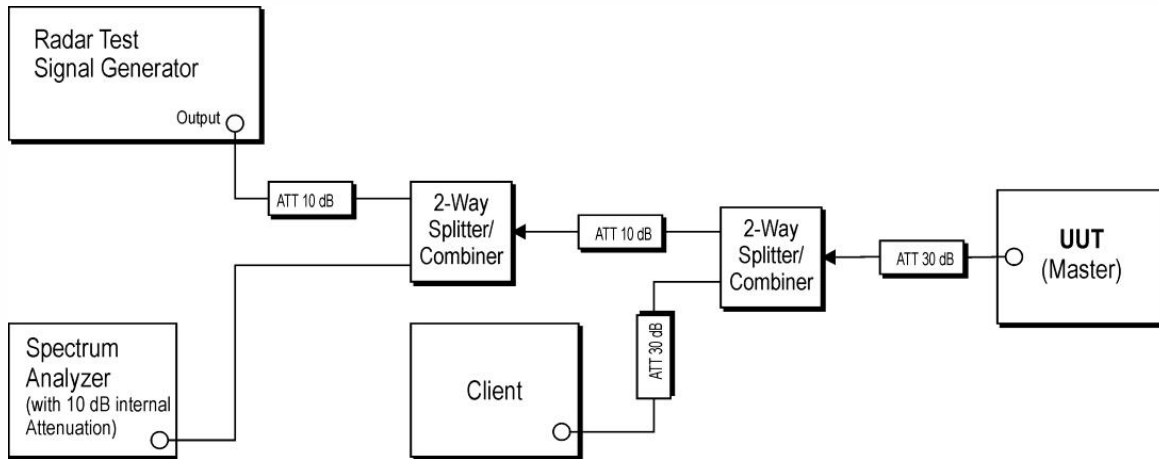 Radar Test
Signal Generator
Output
ATT 10 dB
2-Way
Splitter/
Combiner
ATT 10 dB
2-Way
Splitter/
Combiner
ATT 30 dB
UUT
(Master)
Spectrum
Analyzer
(with 10 dB internal
Attenuation)
Client
ATT 30 dB